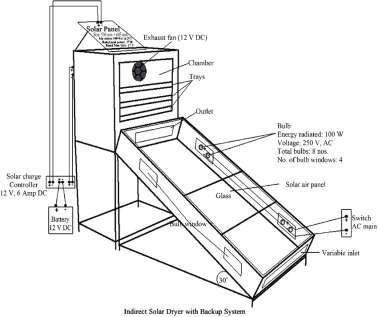 Solar Panel
Exhaust fan (12 V DC)
Chamber
Trays
Outlet
Bulb
Energy radiated: 100 W
Voltage: 250 V, AC
Total bulbs: 8 nos.
No. of bulb windows: 4
Solar charge
Controller
12 V, 6 Amp DC
Battery
12 V DC
Solar air panel
Glass
Bulb window
Switch
AC main
Variable inlet
30°
Indirect Solar Dryer with Backup System